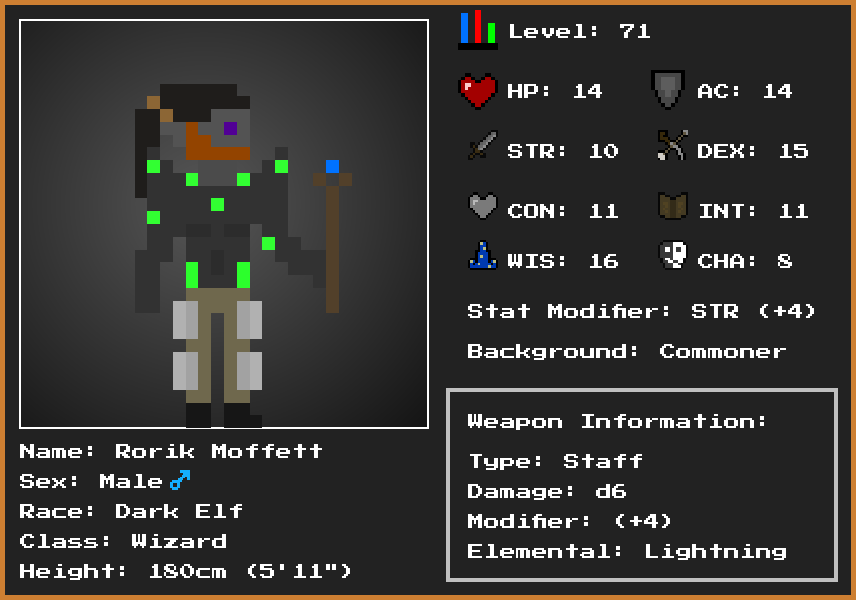 Level: 71
HP: 14
AC: 14
STR: 10
DEX: 15
CON: 11
INT: 11
WIS: 16
CHA: 8
Stat Modifier: STR (+4)
Background: Commoner
Weapon Information:
Type: Staff
Damage: d6
Modifier: (+4)
Elemental: Lightning
Name: Rorik Moffett
Sex: Male ♂
Race: Dark Elf
Class: Wizard
Height: 180cm (5'11")